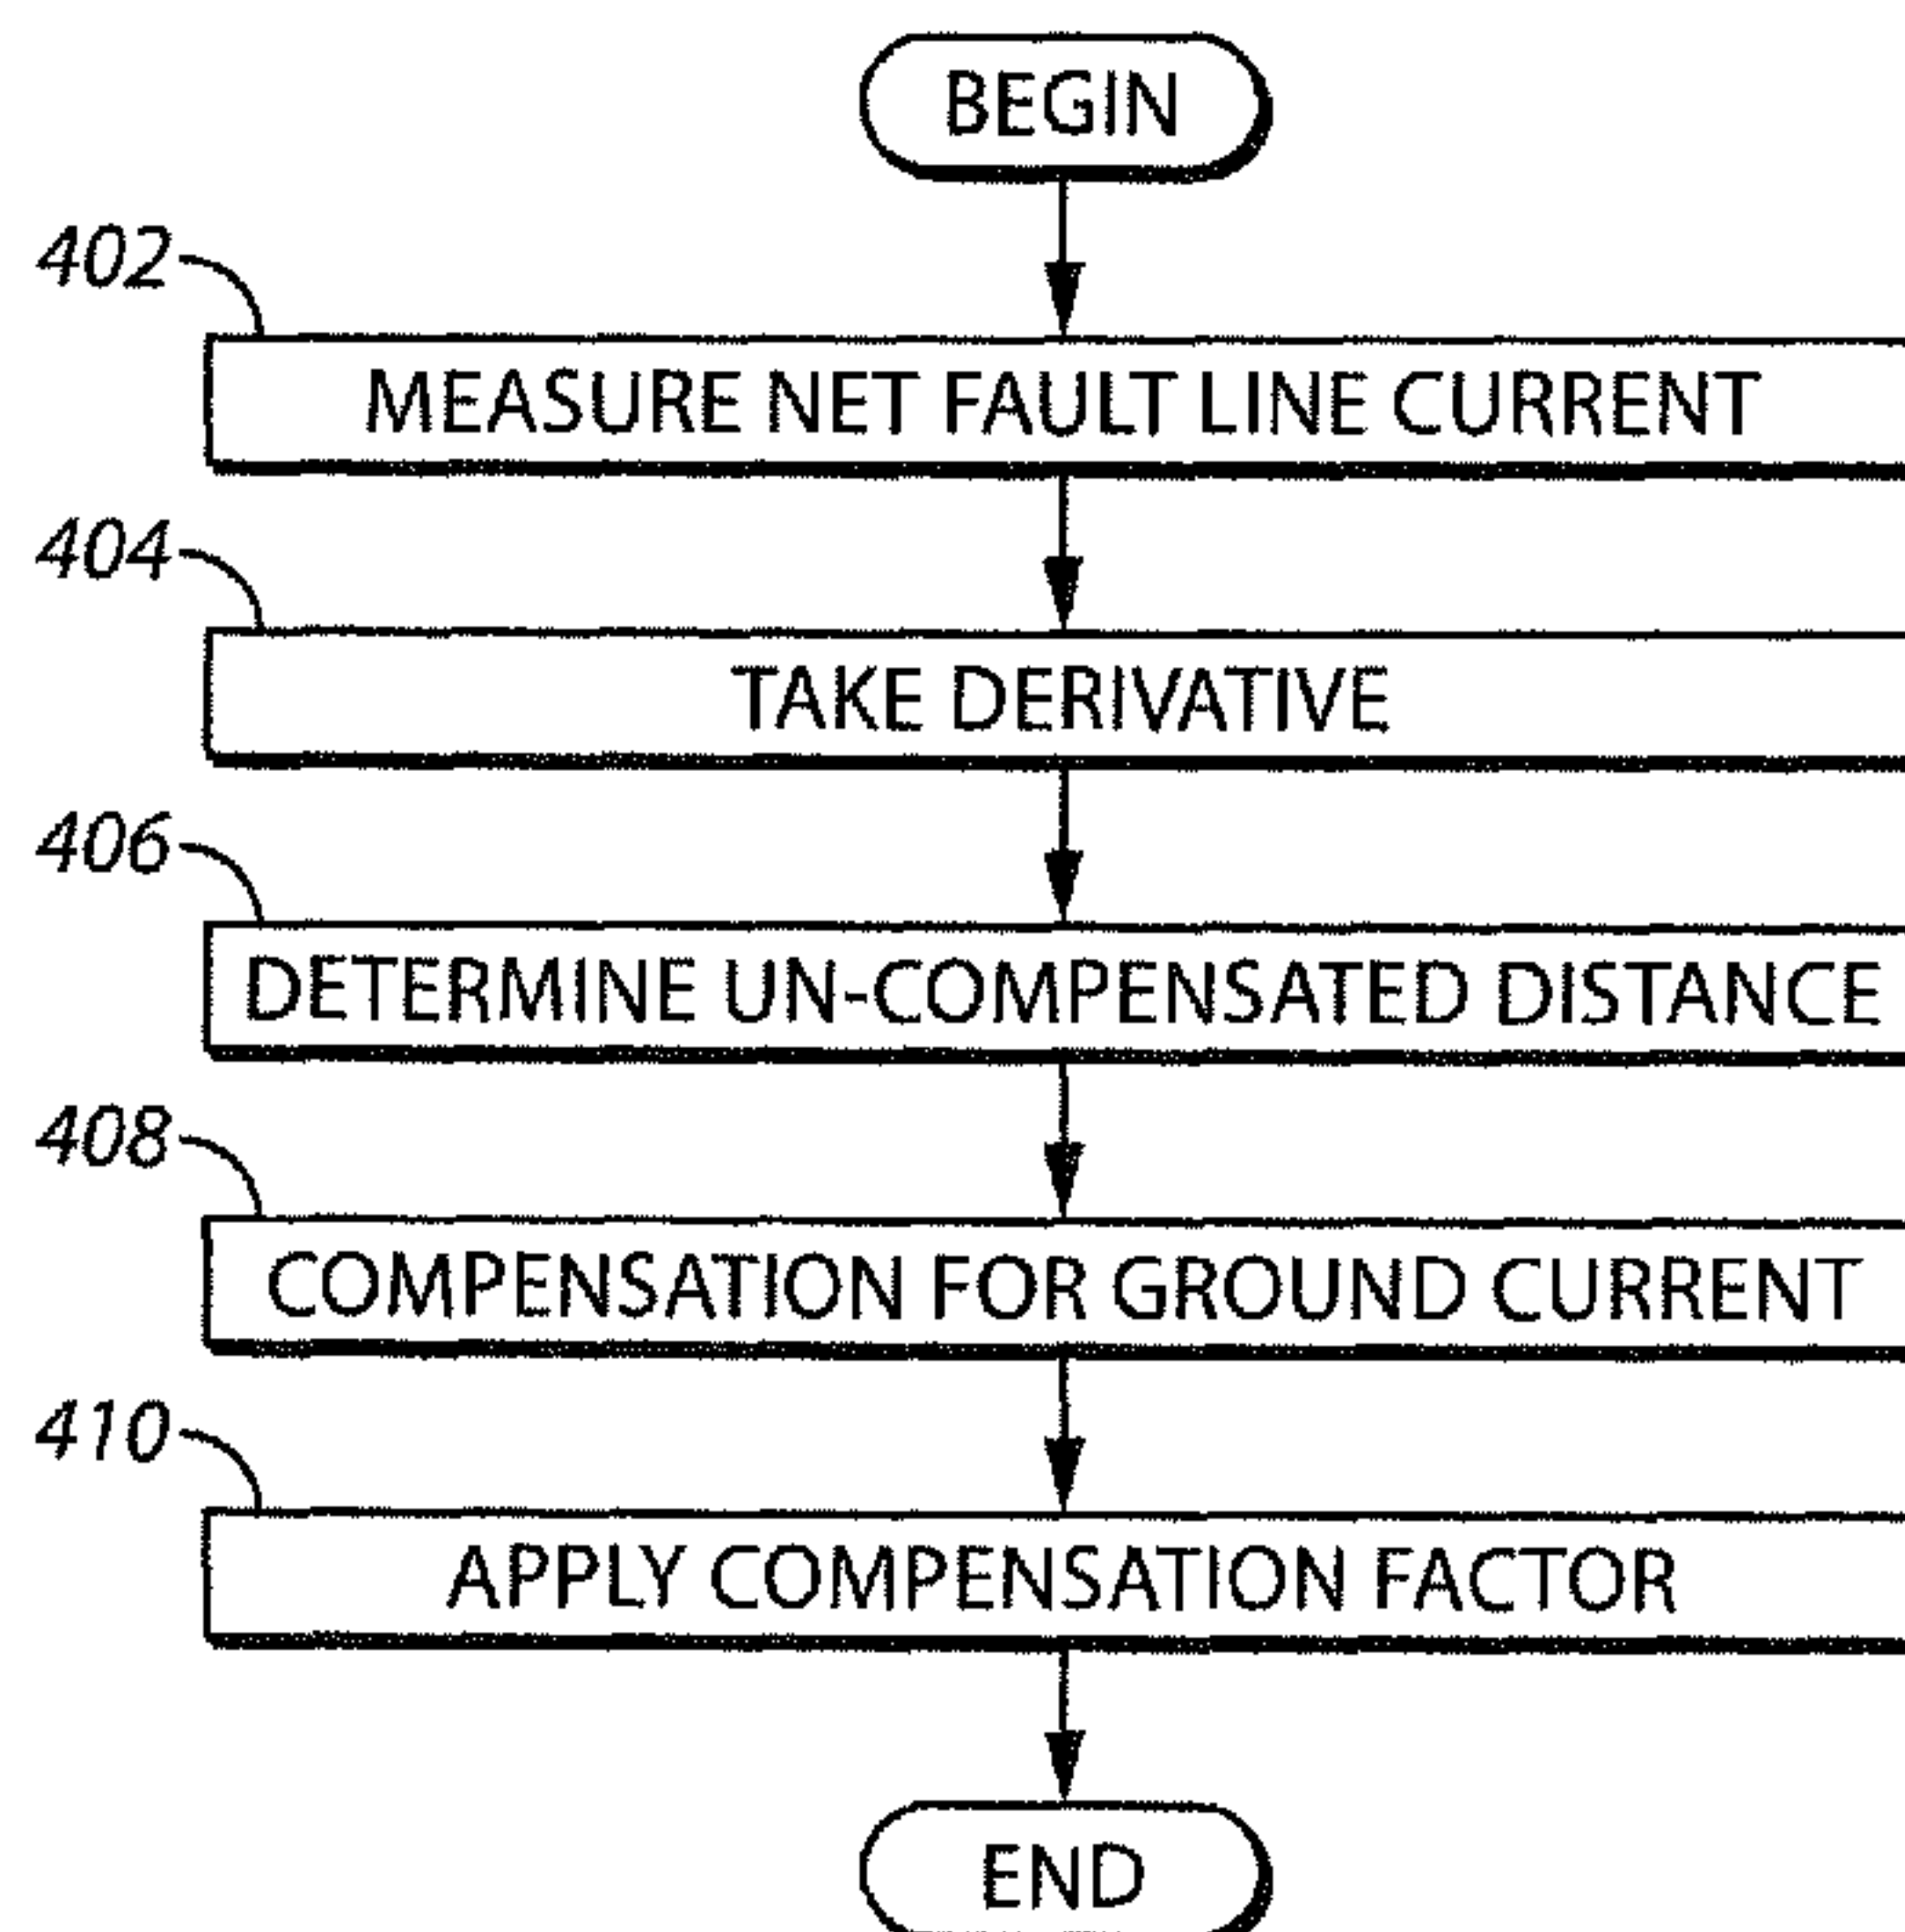 BEGIN
402
MEASURE NET FAULT LINE CURRENT
404
TAKE DERIVATIVE
406
DETERMINE UN-COMPENSATED DISTANCE
408
COMPENSATION FOR GROUND CURRENT
410
APPLY COMPENSATION FACTOR
END